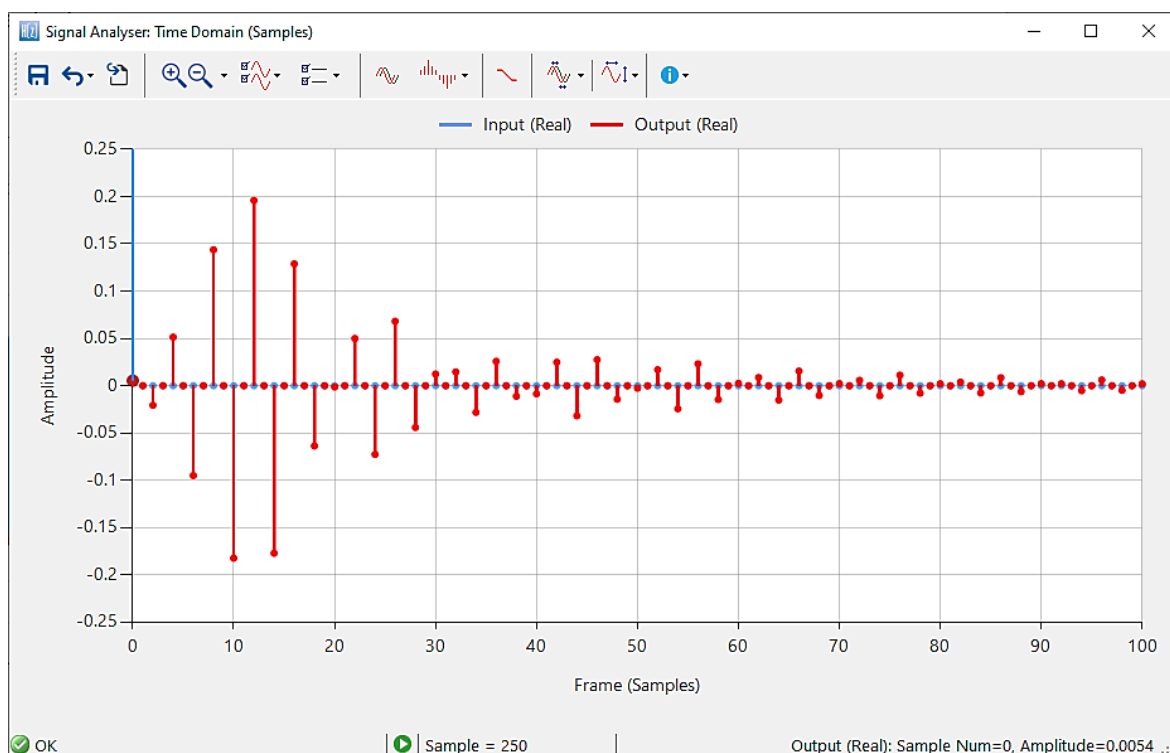 H(z) Signal Analyser: Time Domain (Samples)
Input (Real) Output (Real)
0.25
0.2
0.15
0.1
0.05
0
-0.05
-0.1
-0.15
-0.2
-0.25
Amplitude
0 10 20 30 40 50 60 70 80 90 100
Frame (Samples)
OK Sample = 250 Output (Real): Sample Num=0, Amplitude=0.0054